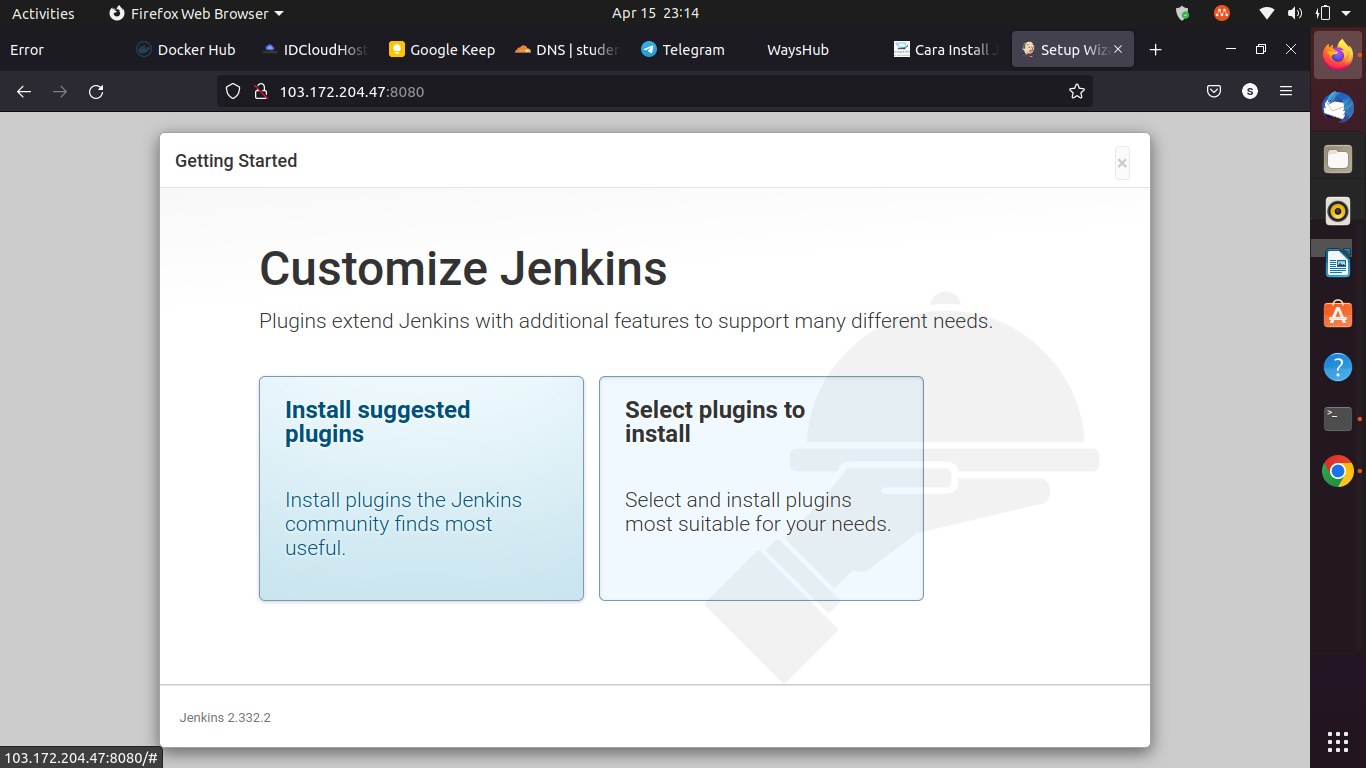 Activities
Firefox Web Browser
Apr 15 23:14
Error
Docker Hub
IDCloudHost
Google Keep
DNS | studen
Telegram
WaysHub
Cara Install J
Setup Wiza
103.172.204.47:8080
S
Getting Started
Customize Jenkins
Plugins extend Jenkins with additional features to support many different needs.
Install suggested
plugins
Install plugins the Jenkins
community finds most
useful.
Select plugins to
install
Select and install plugins
most suitable for your needs.
Jenkins 2.332.2
103.172.204.47:8080/#